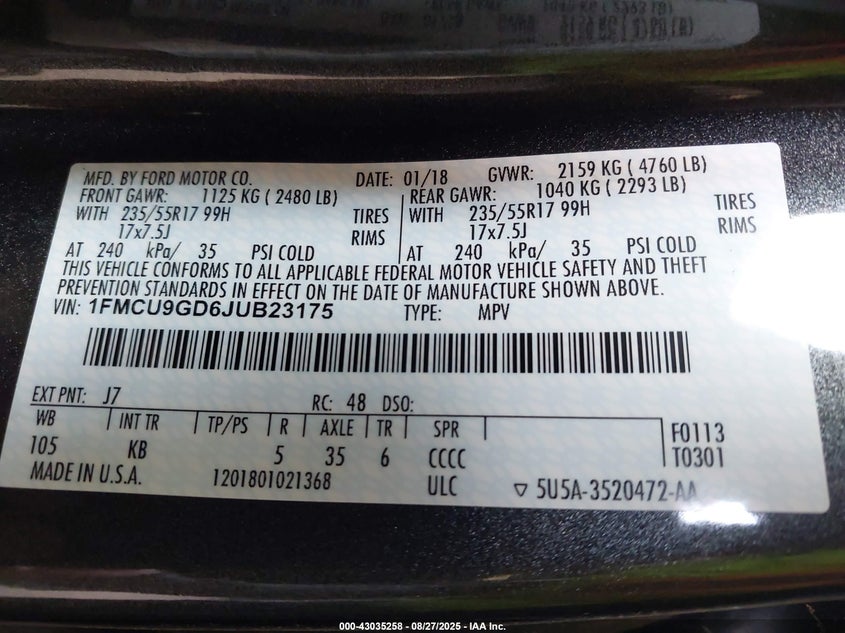 MFD. BY FORD MOTOR CO. DATE: 01/18 GVWR: 2159 KG ( 4760 LB)
FRONT GAWR: 1125 KG ( 2480 LB) REAR GAWR: 1040 KG ( 2293 LB)
WITH 235/55R17 99H TIRES WITH 235/55R17 99H TIRES
17x7.5J RIMS 17x7.5J RIMS
AT 240 kPa/ 35 PSI COLD AT 240 kPa/ 35 PSI COLD
THIS VEHICLE CONFORMS TO ALL APPLICABLE FEDERAL MOTOR VEHICLE SAFETY AND THEFT
PREVENTION STANDARDS IN EFFECT ON THE DATE OF MANUFACTURE SHOWN ABOVE.
VIN: 1FMCU9GD6JUB23175 TYPE: MPV
EXT PNT: J7 RC: 48 DSO:
WB INT TR TP/PS R AXLE TR SPR F0113
105 KB 5 35 6 CCCC T0301
MADE IN U.S.A. 1201801021368 ULC ▽ 5U5A-3520472-AA
000-43035258 - 08/27/2025 - IAA Inc.